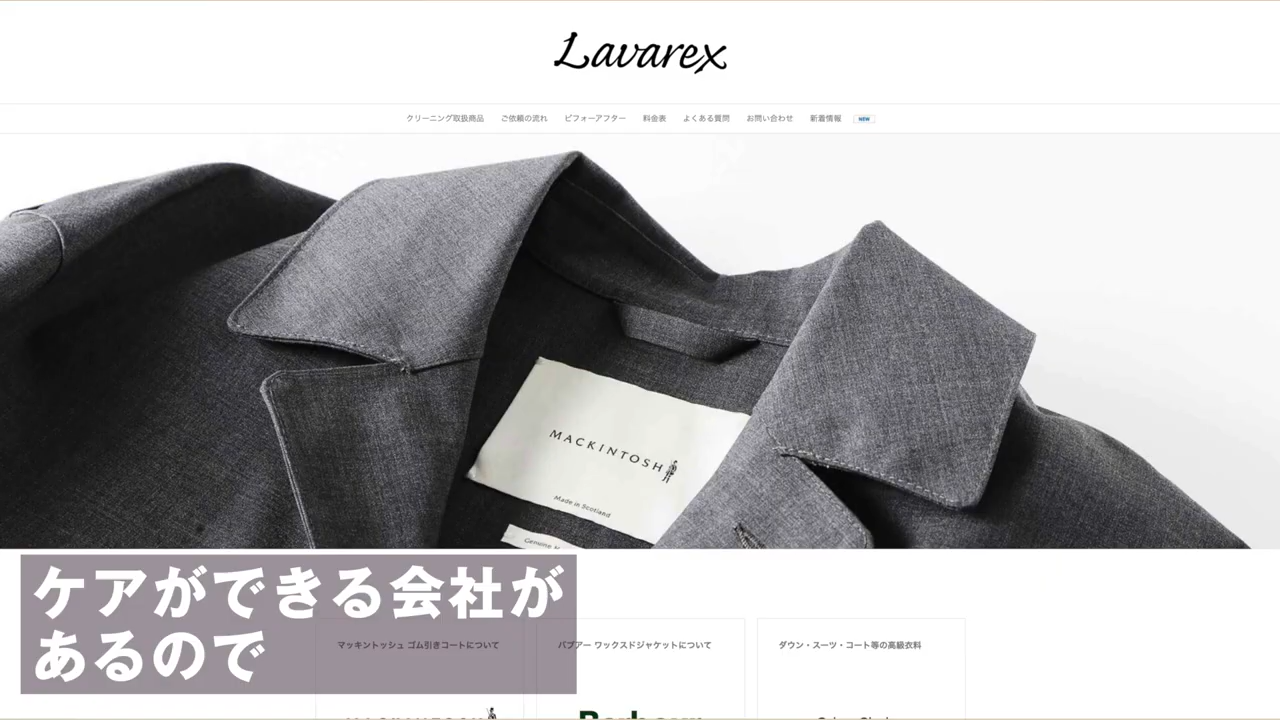 Lavarex
クリーニング取扱商品 ご依頼の流れ ビフォーアフター 料金表 よくある質問 お問い合わせ 新着情報 NEW
MACKINTOSH
Made in Scotland
Genuine
ケアができる会社が
あるので
マッキントッシュ ゴム引きコートについて
バブアー ワックスドジャケットについて
ダウン・スーツ・コート等の高級衣料
MACKINTOSH
Barbour